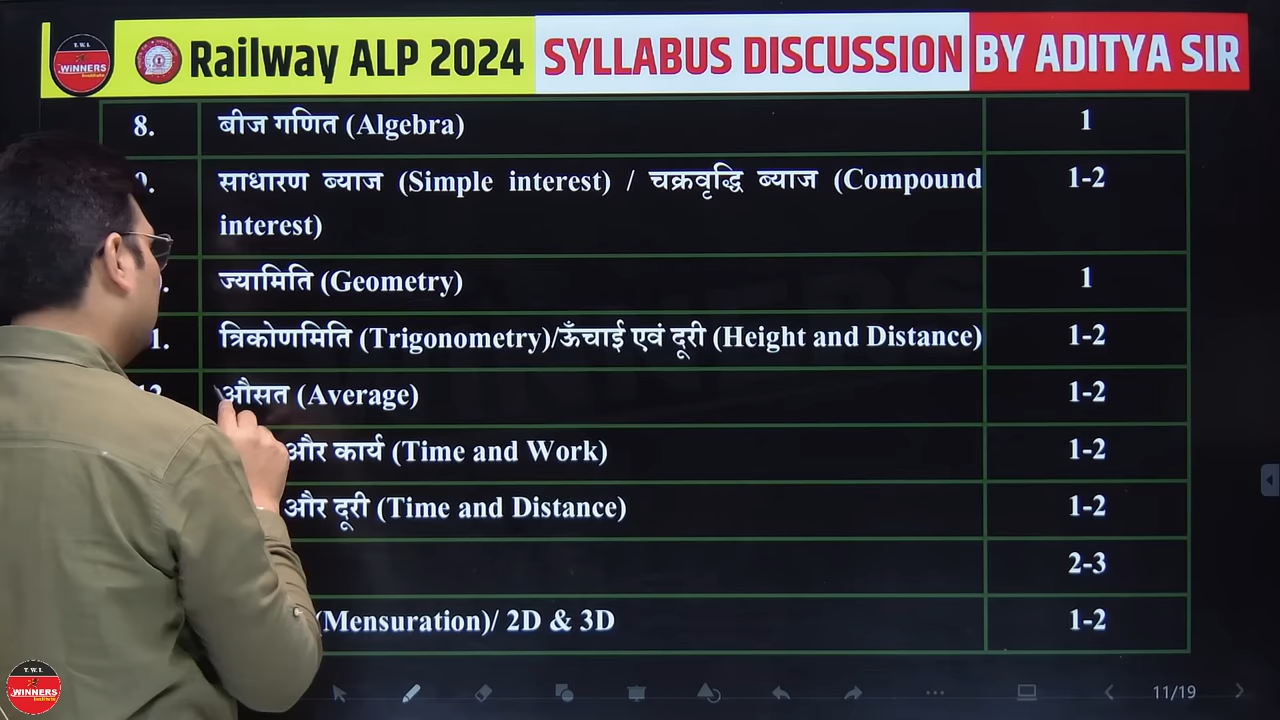 T.W.I.
WINNERS
Railway ALP 2024 SYLLABUS DISCUSSION BY ADITYA SIR
8. बीज गणित (Algebra) 1
साधारण ब्याज (Simple interest) / चक्रवृद्धि ब्याज (Compound 1-2
interest)
ज्यामिति (Geometry) 1
1. त्रिकोणमिति (Trigonometry)/ऊँचाई एवं दूरी (Height and Distance) 1-2
औसत (Average) 1-2
और कार्य (Time and Work) 1-2
और दूरी (Time and Distance) 1-2
2-3
(Mensuration)/ 2D & 3D 1-2
T.W.I.
WINNERS
11/19